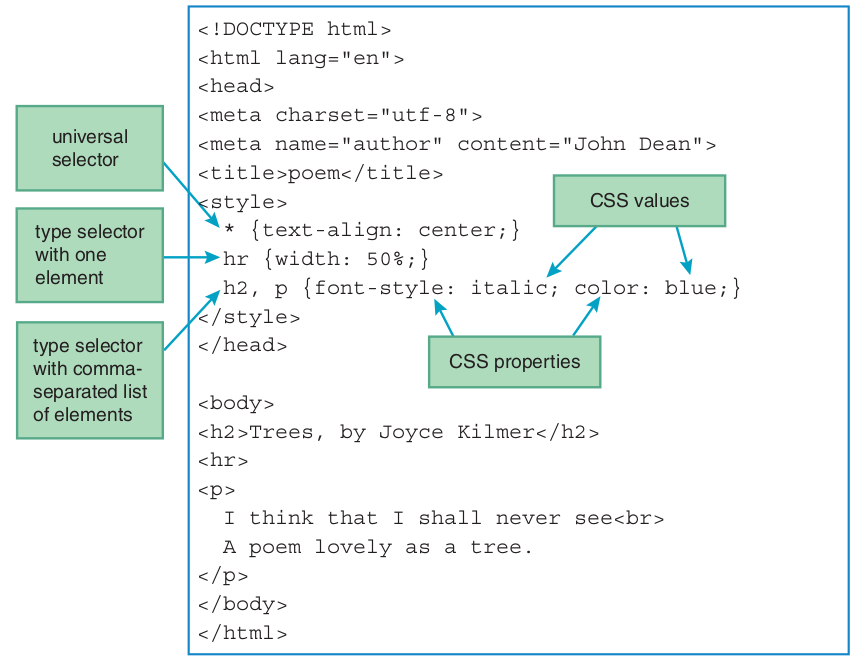 <!DOCTYPE html>
<html lang="en">
<head>
<meta charset="utf-8">
<meta name="author" content="John Dean">
<title>poem</title>
<style>
  * {text-align: center;}
  hr {width: 50%;}
  h2, p {font-style: italic; color: blue;}
</style>
</head>

<body>
<h2>Trees, by Joyce Kilmer</h2>
<hr>
<p>
  I think that I shall never see<br>
  A poem lovely as a tree.
</p>
</body>
</html>
universal
selector
type selector
with one
element
type selector
with comma-
separated list
of elements
CSS values
CSS properties